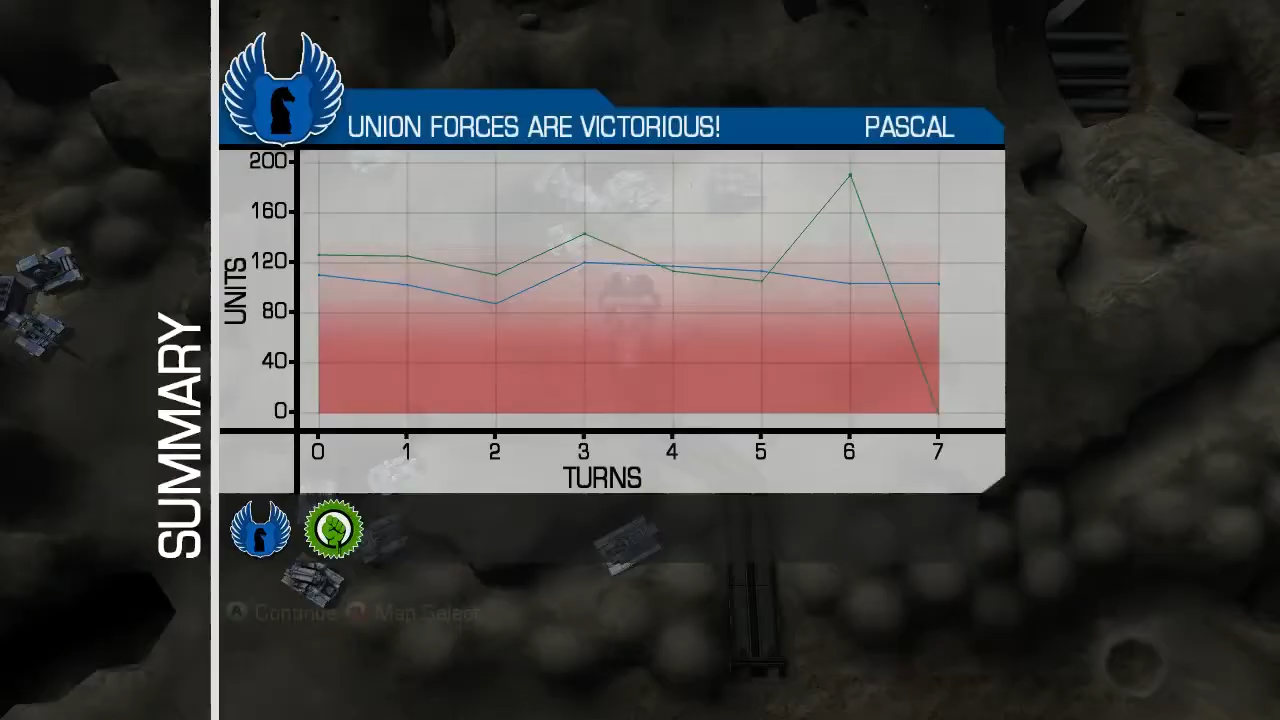 UNION FORCES ARE VICTORIOUS! PASCAL
200
160
120
80
40
0
UNITS
0 1 2 3 4 5 6 7
TURNS
SUMMARY
A Continue B Map Select